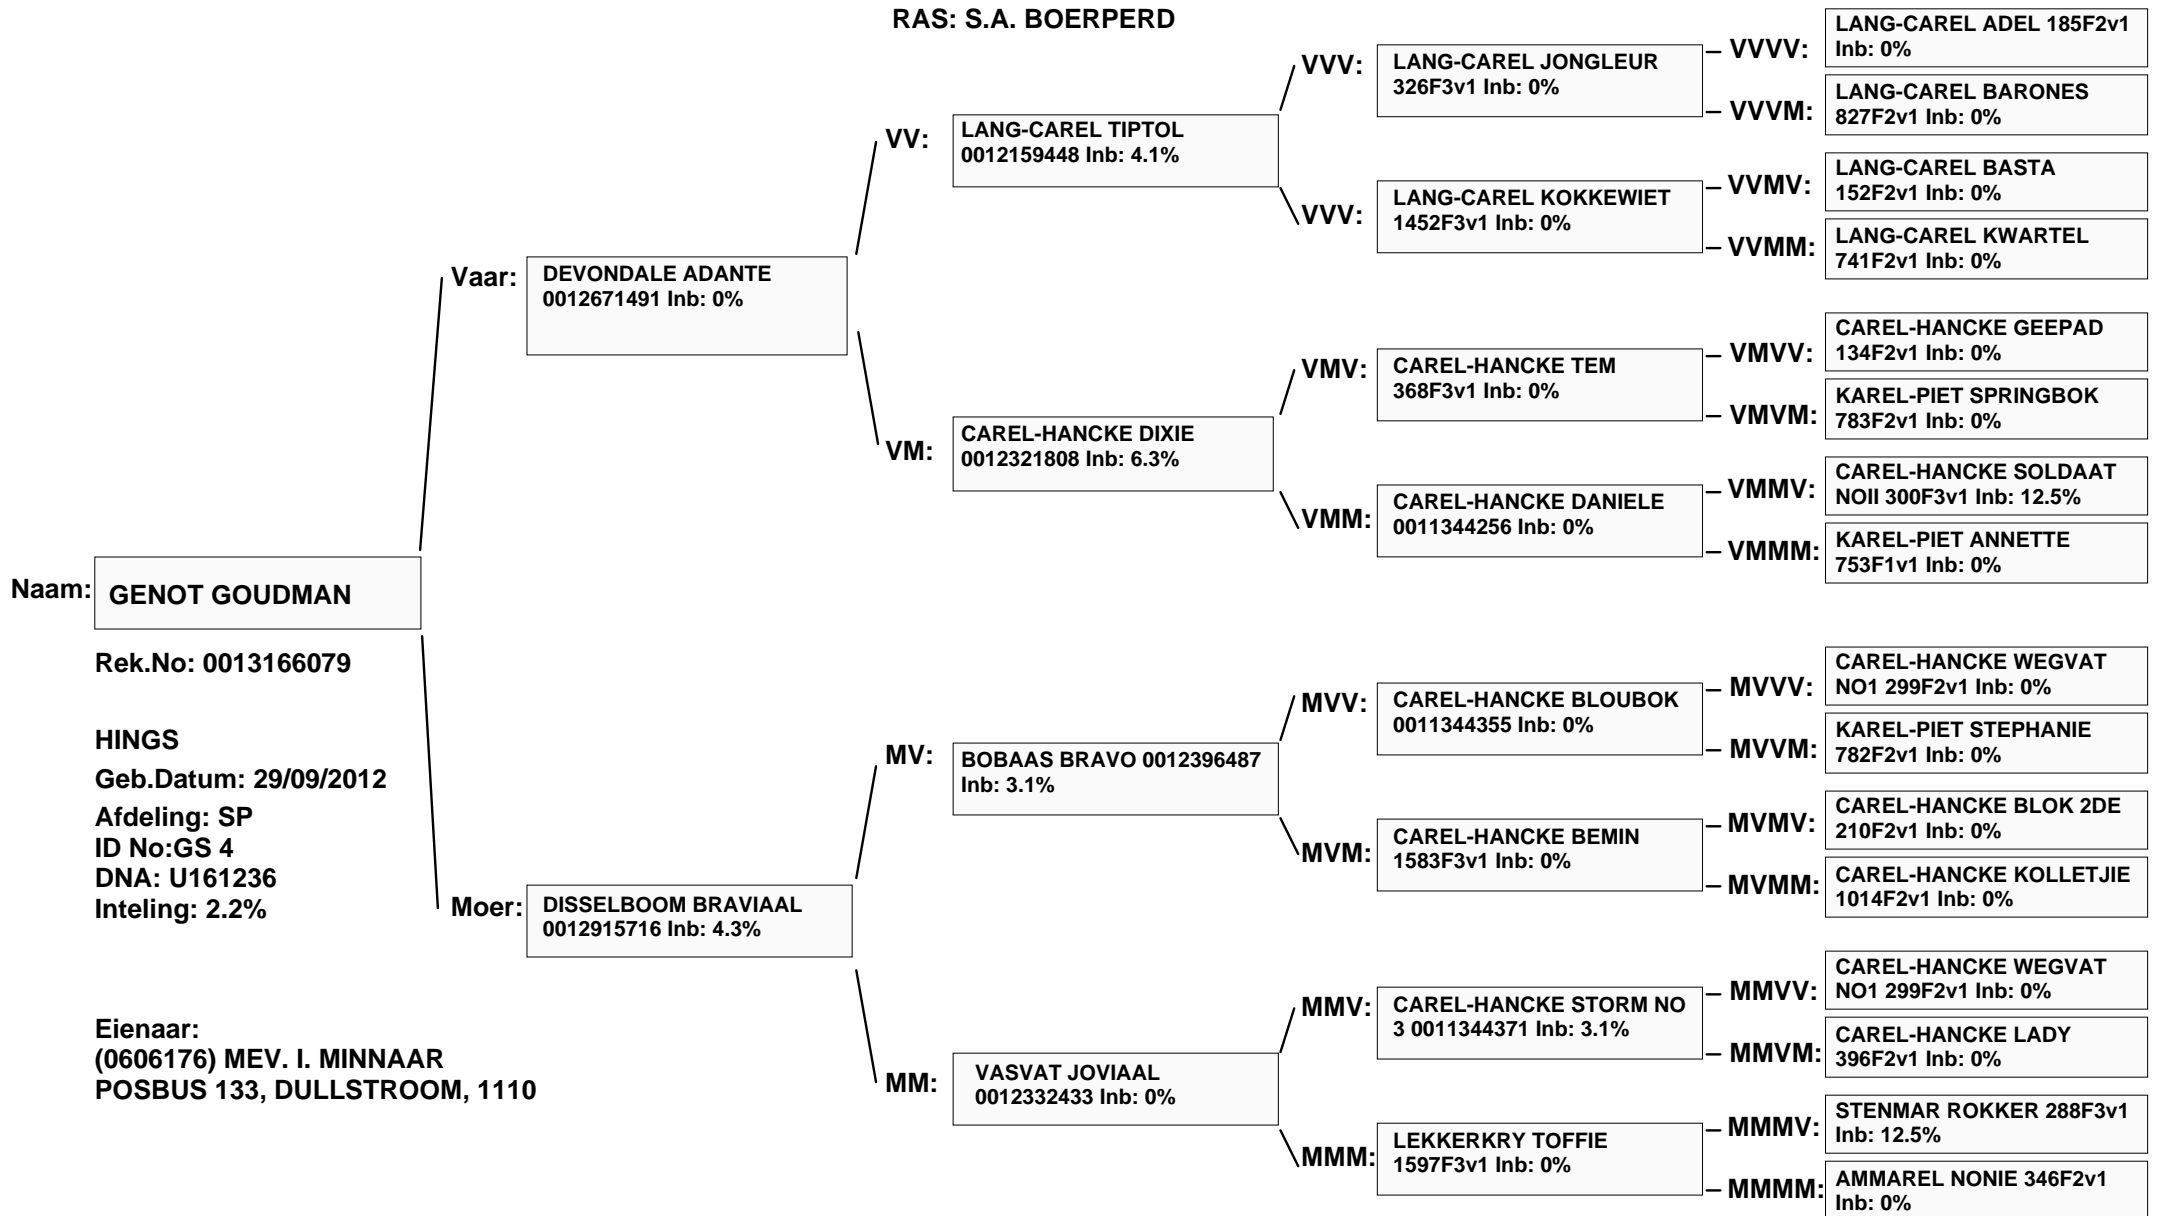 RAS: S.A. BOERPERD
Naam:
GENOT GOUDMAN
Rek.No: 0013166079
HINGS
Geb.Datum: 29/09/2012
Afdeling: SP
ID No:GS 4
DNA: U161236
Inteling: 2.2%
Eienaar:
(0606176) MEV. I. MINNAAR
POSBUS 133, DULLSTROOM, 1110
Vaar:
DEVONDALE ADANTE
0012671491 Inb: 0%
Moer:
DISSELBOOM BRAVIAAL
0012915716 Inb: 4.3%
VV:
LANG-CAREL TIPTOL
0012159448 Inb: 4.1%
VM:
CAREL-HANCKE DIXIE
0012321808 Inb: 6.3%
MV:
BOBAAS BRAVO 0012396487
Inb: 3.1%
MM:
VASVAT JOVIAAL
0012332433 Inb: 0%
VVV:
LANG-CAREL JONGLEUR
326F3v1 Inb: 0%
VVV:
LANG-CAREL KOKKEWIET
1452F3v1 Inb: 0%
VMV:
CAREL-HANCKE TEM
368F3v1 Inb: 0%
VMM:
CAREL-HANCKE DANIELE
0011344256 Inb: 0%
MVV:
CAREL-HANCKE BLOUBOK
0011344355 Inb: 0%
MVM:
CAREL-HANCKE BEMIN
1583F3v1 Inb: 0%
MMV:
CAREL-HANCKE STORM NO
3 0011344371 Inb: 3.1%
MMM:
LEKKERKRY TOFFIE
1597F3v1 Inb: 0%
VVVV:
LANG-CAREL ADEL 185F2v1
Inb: 0%
VVVM:
LANG-CAREL BARONES
827F2v1 Inb: 0%
VVMV:
LANG-CAREL BASTA
152F2v1 Inb: 0%
VVMM:
LANG-CAREL KWARTEL
741F2v1 Inb: 0%
VMVV:
CAREL-HANCKE GEEPAD
134F2v1 Inb: 0%
VMVM:
KAREL-PIET SPRINGBOK
783F2v1 Inb: 0%
VMMV:
CAREL-HANCKE SOLDAAT
NOII 300F3v1 Inb: 12.5%
VMMM:
KAREL-PIET ANNETTE
753F1v1 Inb: 0%
MVVV:
CAREL-HANCKE WEGVAT
NO1 299F2v1 Inb: 0%
MVVM:
KAREL-PIET STEPHANIE
782F2v1 Inb: 0%
MVMV:
CAREL-HANCKE BLOK 2DE
210F2v1 Inb: 0%
MVMM:
CAREL-HANCKE KOLLETJIE
1014F2v1 Inb: 0%
MMVV:
CAREL-HANCKE WEGVAT
NO1 299F2v1 Inb: 0%
MMVM:
CAREL-HANCKE LADY
396F2v1 Inb: 0%
MMMV:
STENMAR ROKKER 288F3v1
Inb: 12.5%
MMMM:
AMMAREL NONIE 346F2v1
Inb: 0%